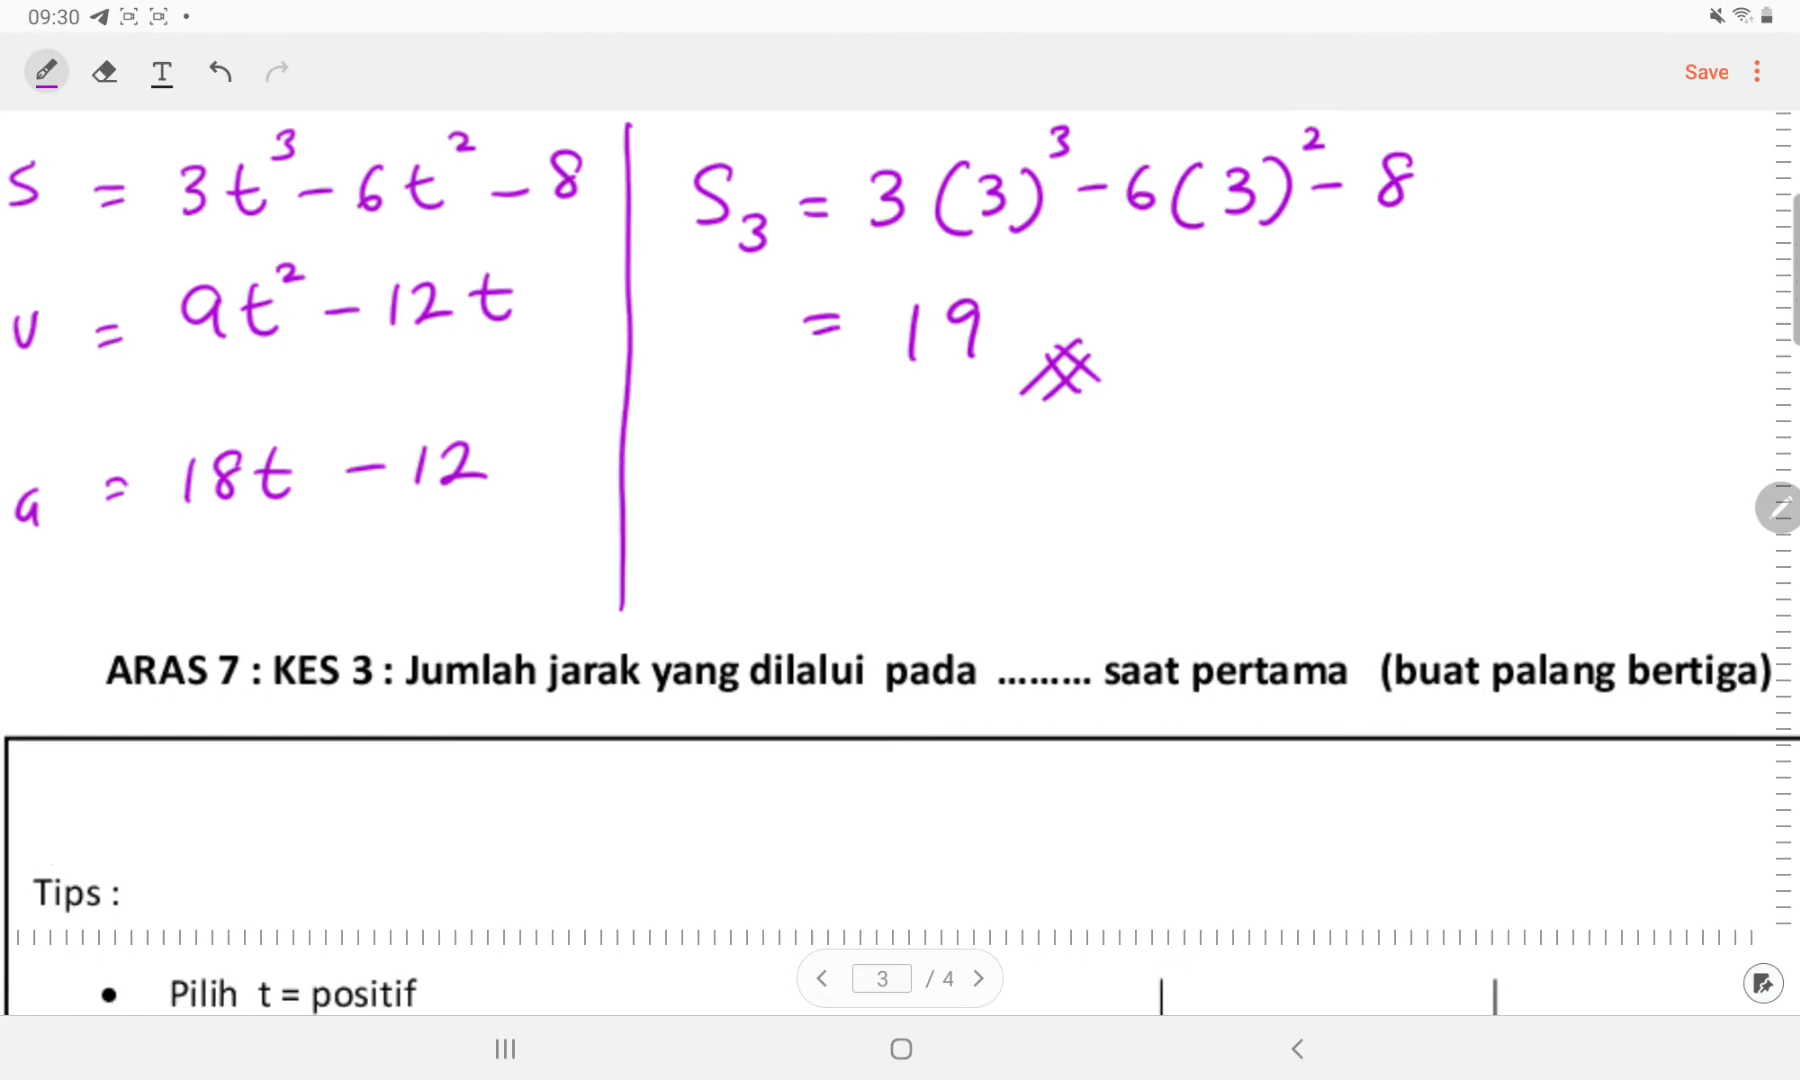 09:30
T
Save
s = 3t³ - 6t² - 8
v = 9t² - 12t
a = 18t - 12
S₃ = 3(3)³ - 6(3)² - 8
= 19
ARAS 7 : KES 3 : Jumlah jarak yang dilalui pada ......... saat pertama (buat palang bertiga)
Tips :
• Pilih t = positif
3 / 4